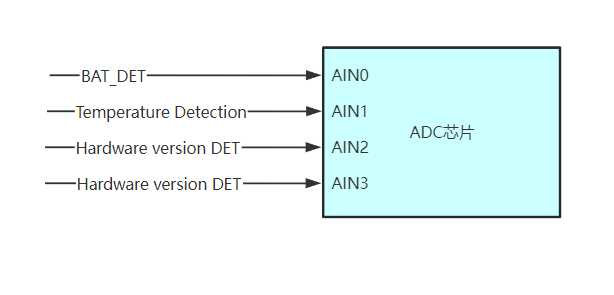 BAT_DET
AIN0
Temperature Detection
AIN1
ADC芯片
Hardware version DET
AIN2
Hardware version DET
AIN3